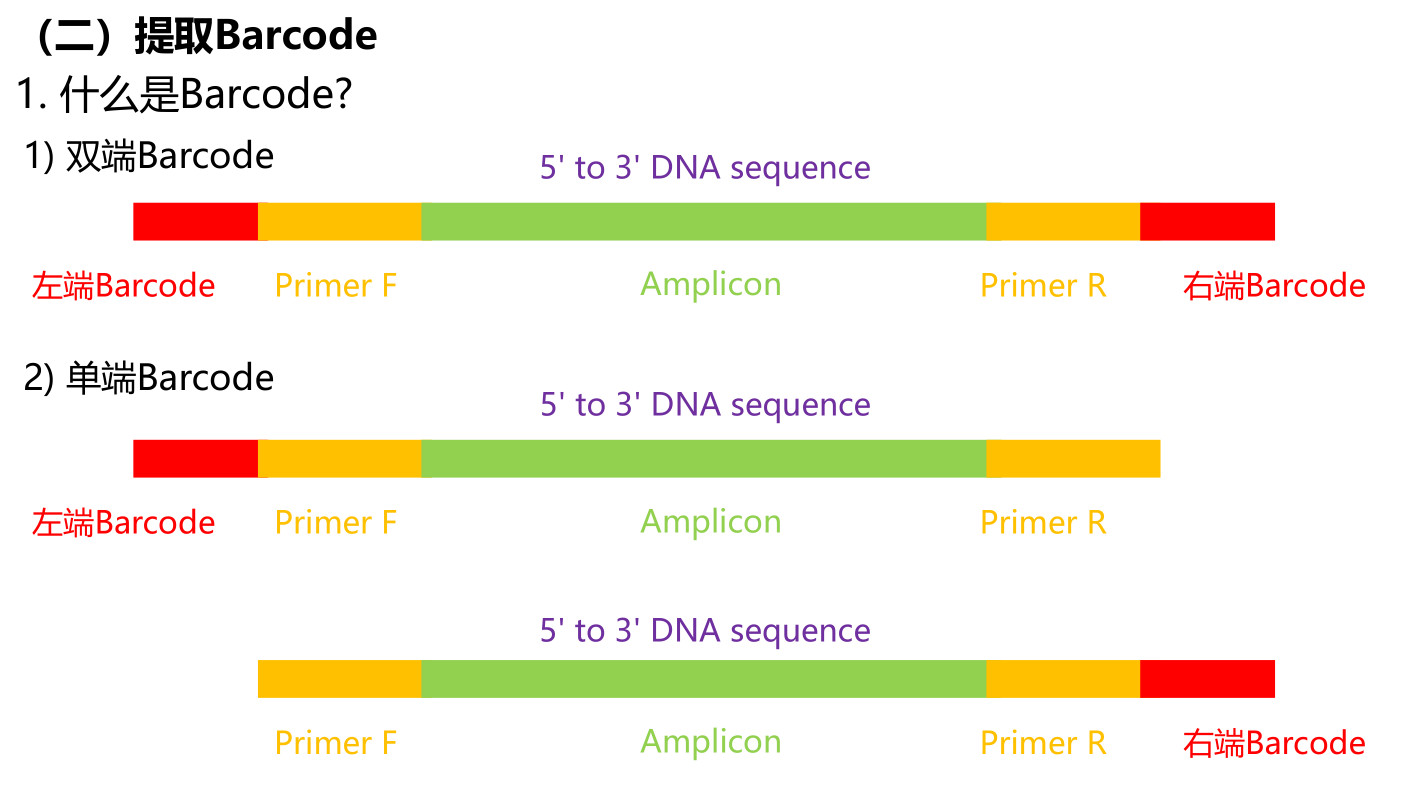 （二）提取Barcode
1. 什么是Barcode?
1) 双端Barcode
5' to 3' DNA sequence
左端Barcode Primer F Amplicon Primer R 右端Barcode
2) 单端Barcode
5' to 3' DNA sequence
左端Barcode Primer F Amplicon Primer R
5' to 3' DNA sequence
Primer F Amplicon Primer R 右端Barcode